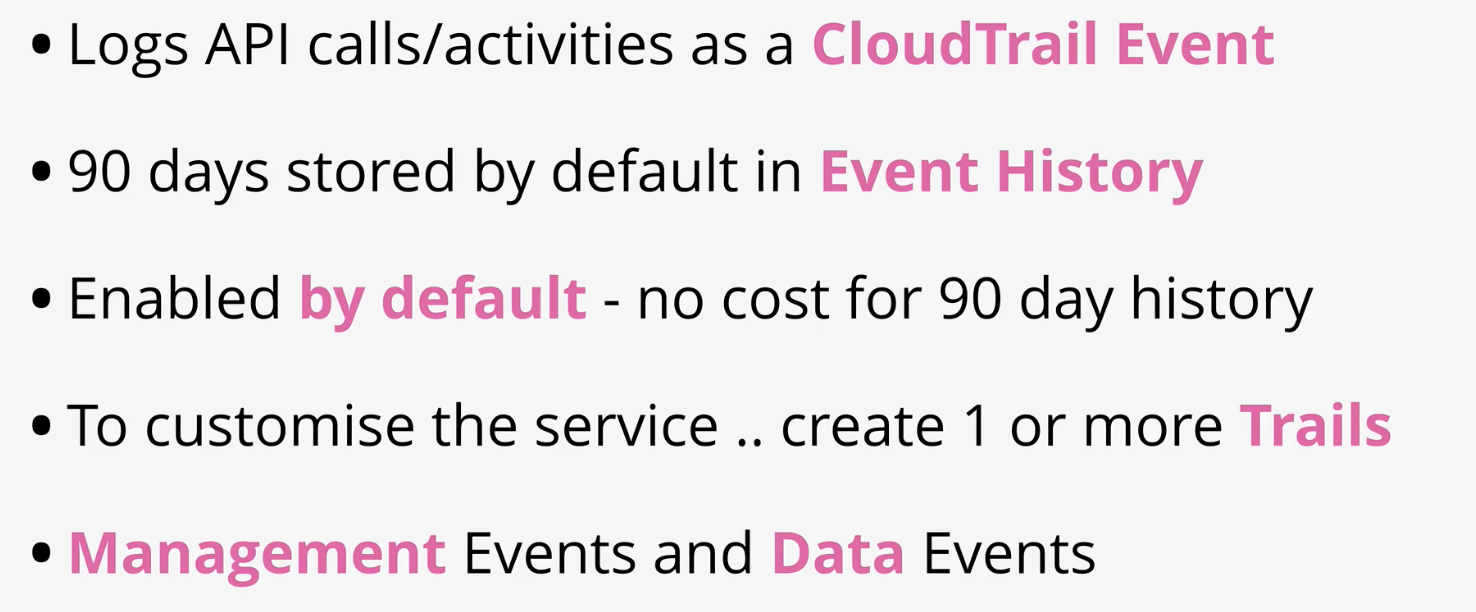 • Logs API calls/activities as a CloudTrail Event
• 90 days stored by default in Event History
• Enabled by default - no cost for 90 day history
• To customise the service .. create 1 or more Trails
• Management Events and Data Events